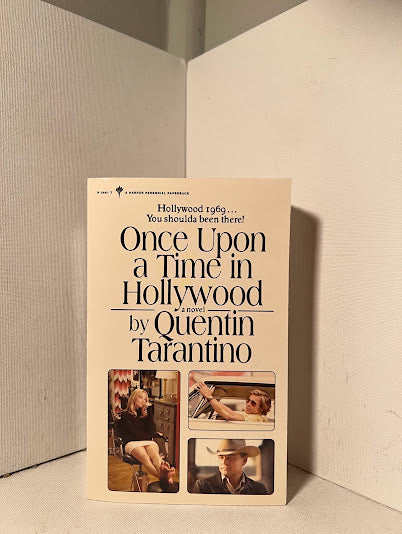 A HARPER PERENNIAL PAPERBACK
Hollywood 1969...
You shoulda been there!
Once Upon
a Time in
Hollywood
a novel
by Quentin
Tarantino